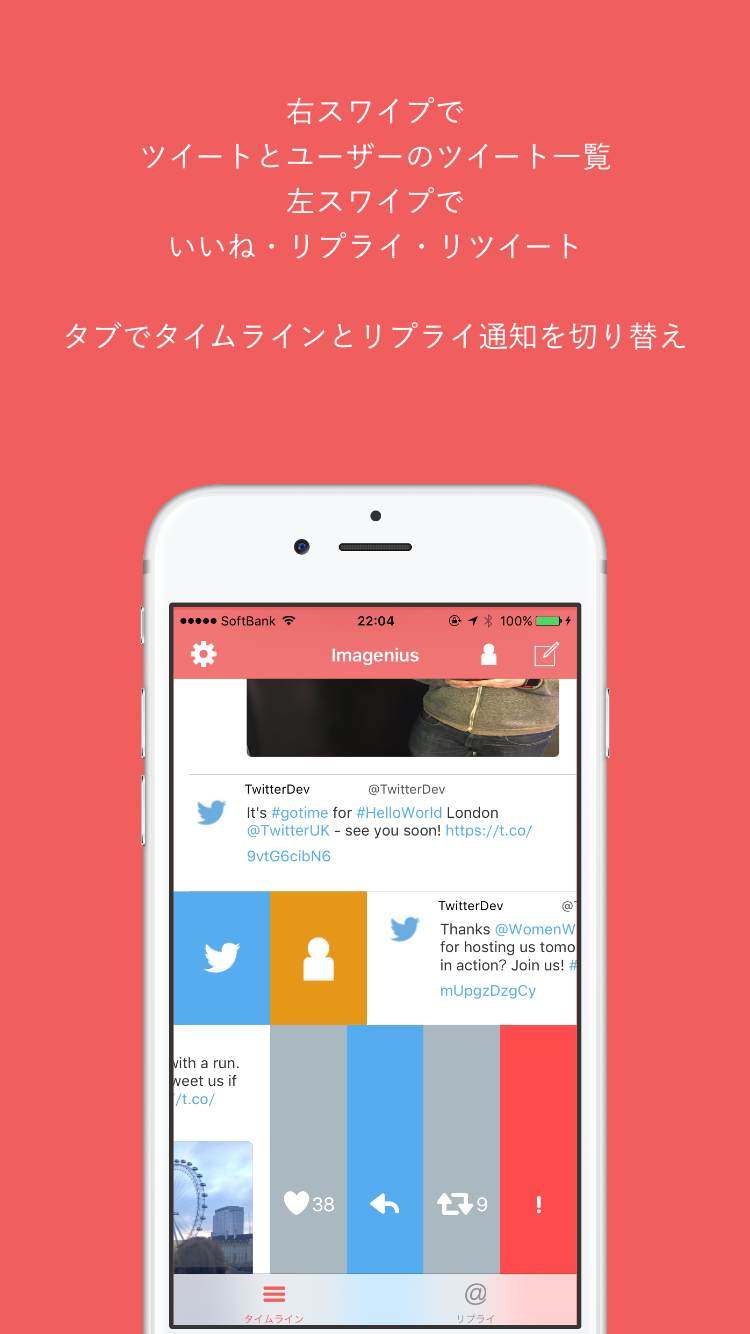 右スワイプで
ツイートとユーザーのツイート一覧
左スワイプで
いいね・リプライ・リツイート
タブでタイムラインとリプライ通知を切り替え
SoftBank 22:04 100%
Imagenius
TwitterDev @TwitterDev
It's #gotime for #HelloWorld London
@TwitterUK - see you soon! https://t.co/
9vtG6cibN6
TwitterDev @T
Thanks @WomenW
for hosting us tomo
in action? Join us! #
mUpgzDzgCy
with a run.
weet us if
/t.co/
38 9 !
@
タイムライン リプライ